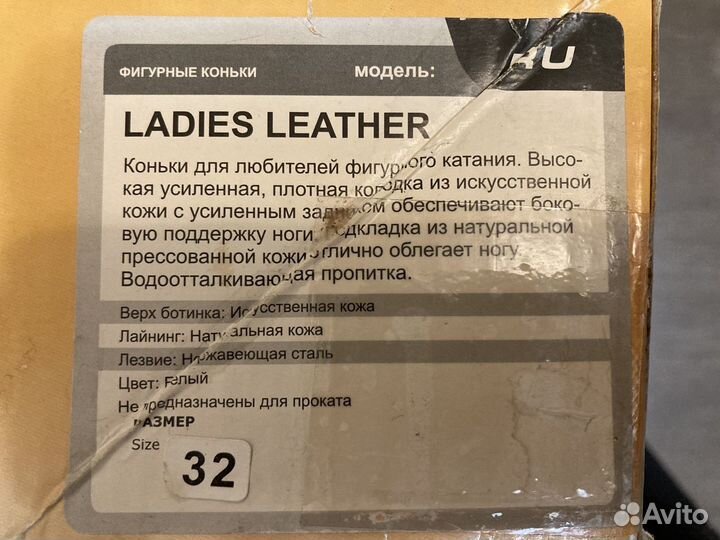 RU
ФИГУРНЫЕ КОНЬКИ модель:
LADIES LEATHER
Коньки для любителей фигурного катания. Высо-
кая усиленная, плотная колодка из искусственной
кожи с усиленным задником обеспечивают боко-
вую поддержку ноги. Подкладка из натуральной
прессованной кожи отлично облегает ногу.
Водоотталкивающая пропитка.
Верх ботинка: Искусственная кожа
Лайнинг: Натуральная кожа
Лезвие: Нержавеющая сталь
Цвет: Белый
Не предназначены для проката
РАЗМЕР
Size
32
Avito